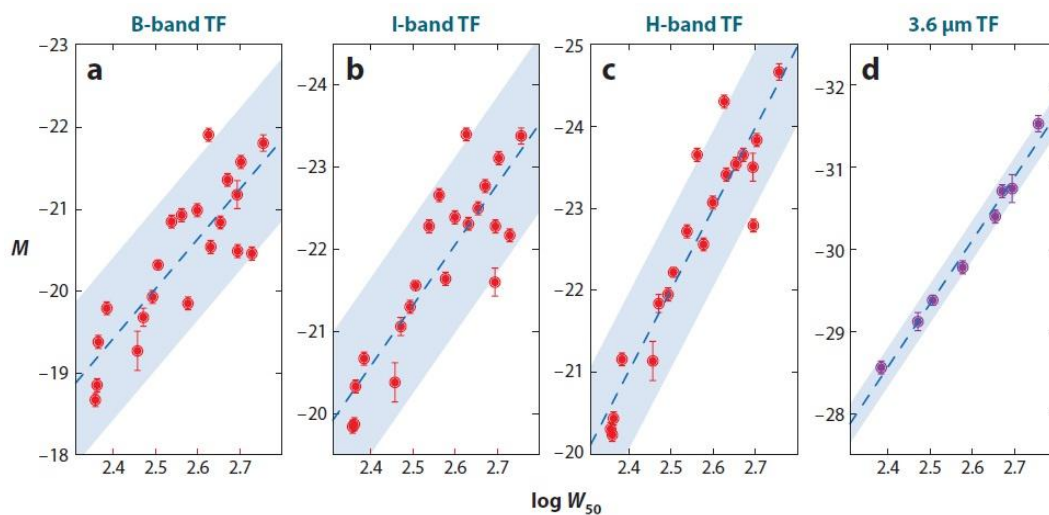 B-band TF
I-band TF
H-band TF
3.6 µm TF
a
b
c
d
M
–23
–22
–21
–20
–19
–18
–24
–23
–22
–21
–20
–25
–24
–23
–22
–21
–20
–32
–31
–30
–29
–28
2.4 2.5 2.6 2.7
2.4 2.5 2.6 2.7
2.4 2.5 2.6 2.7
2.4 2.5 2.6 2.7
log W50